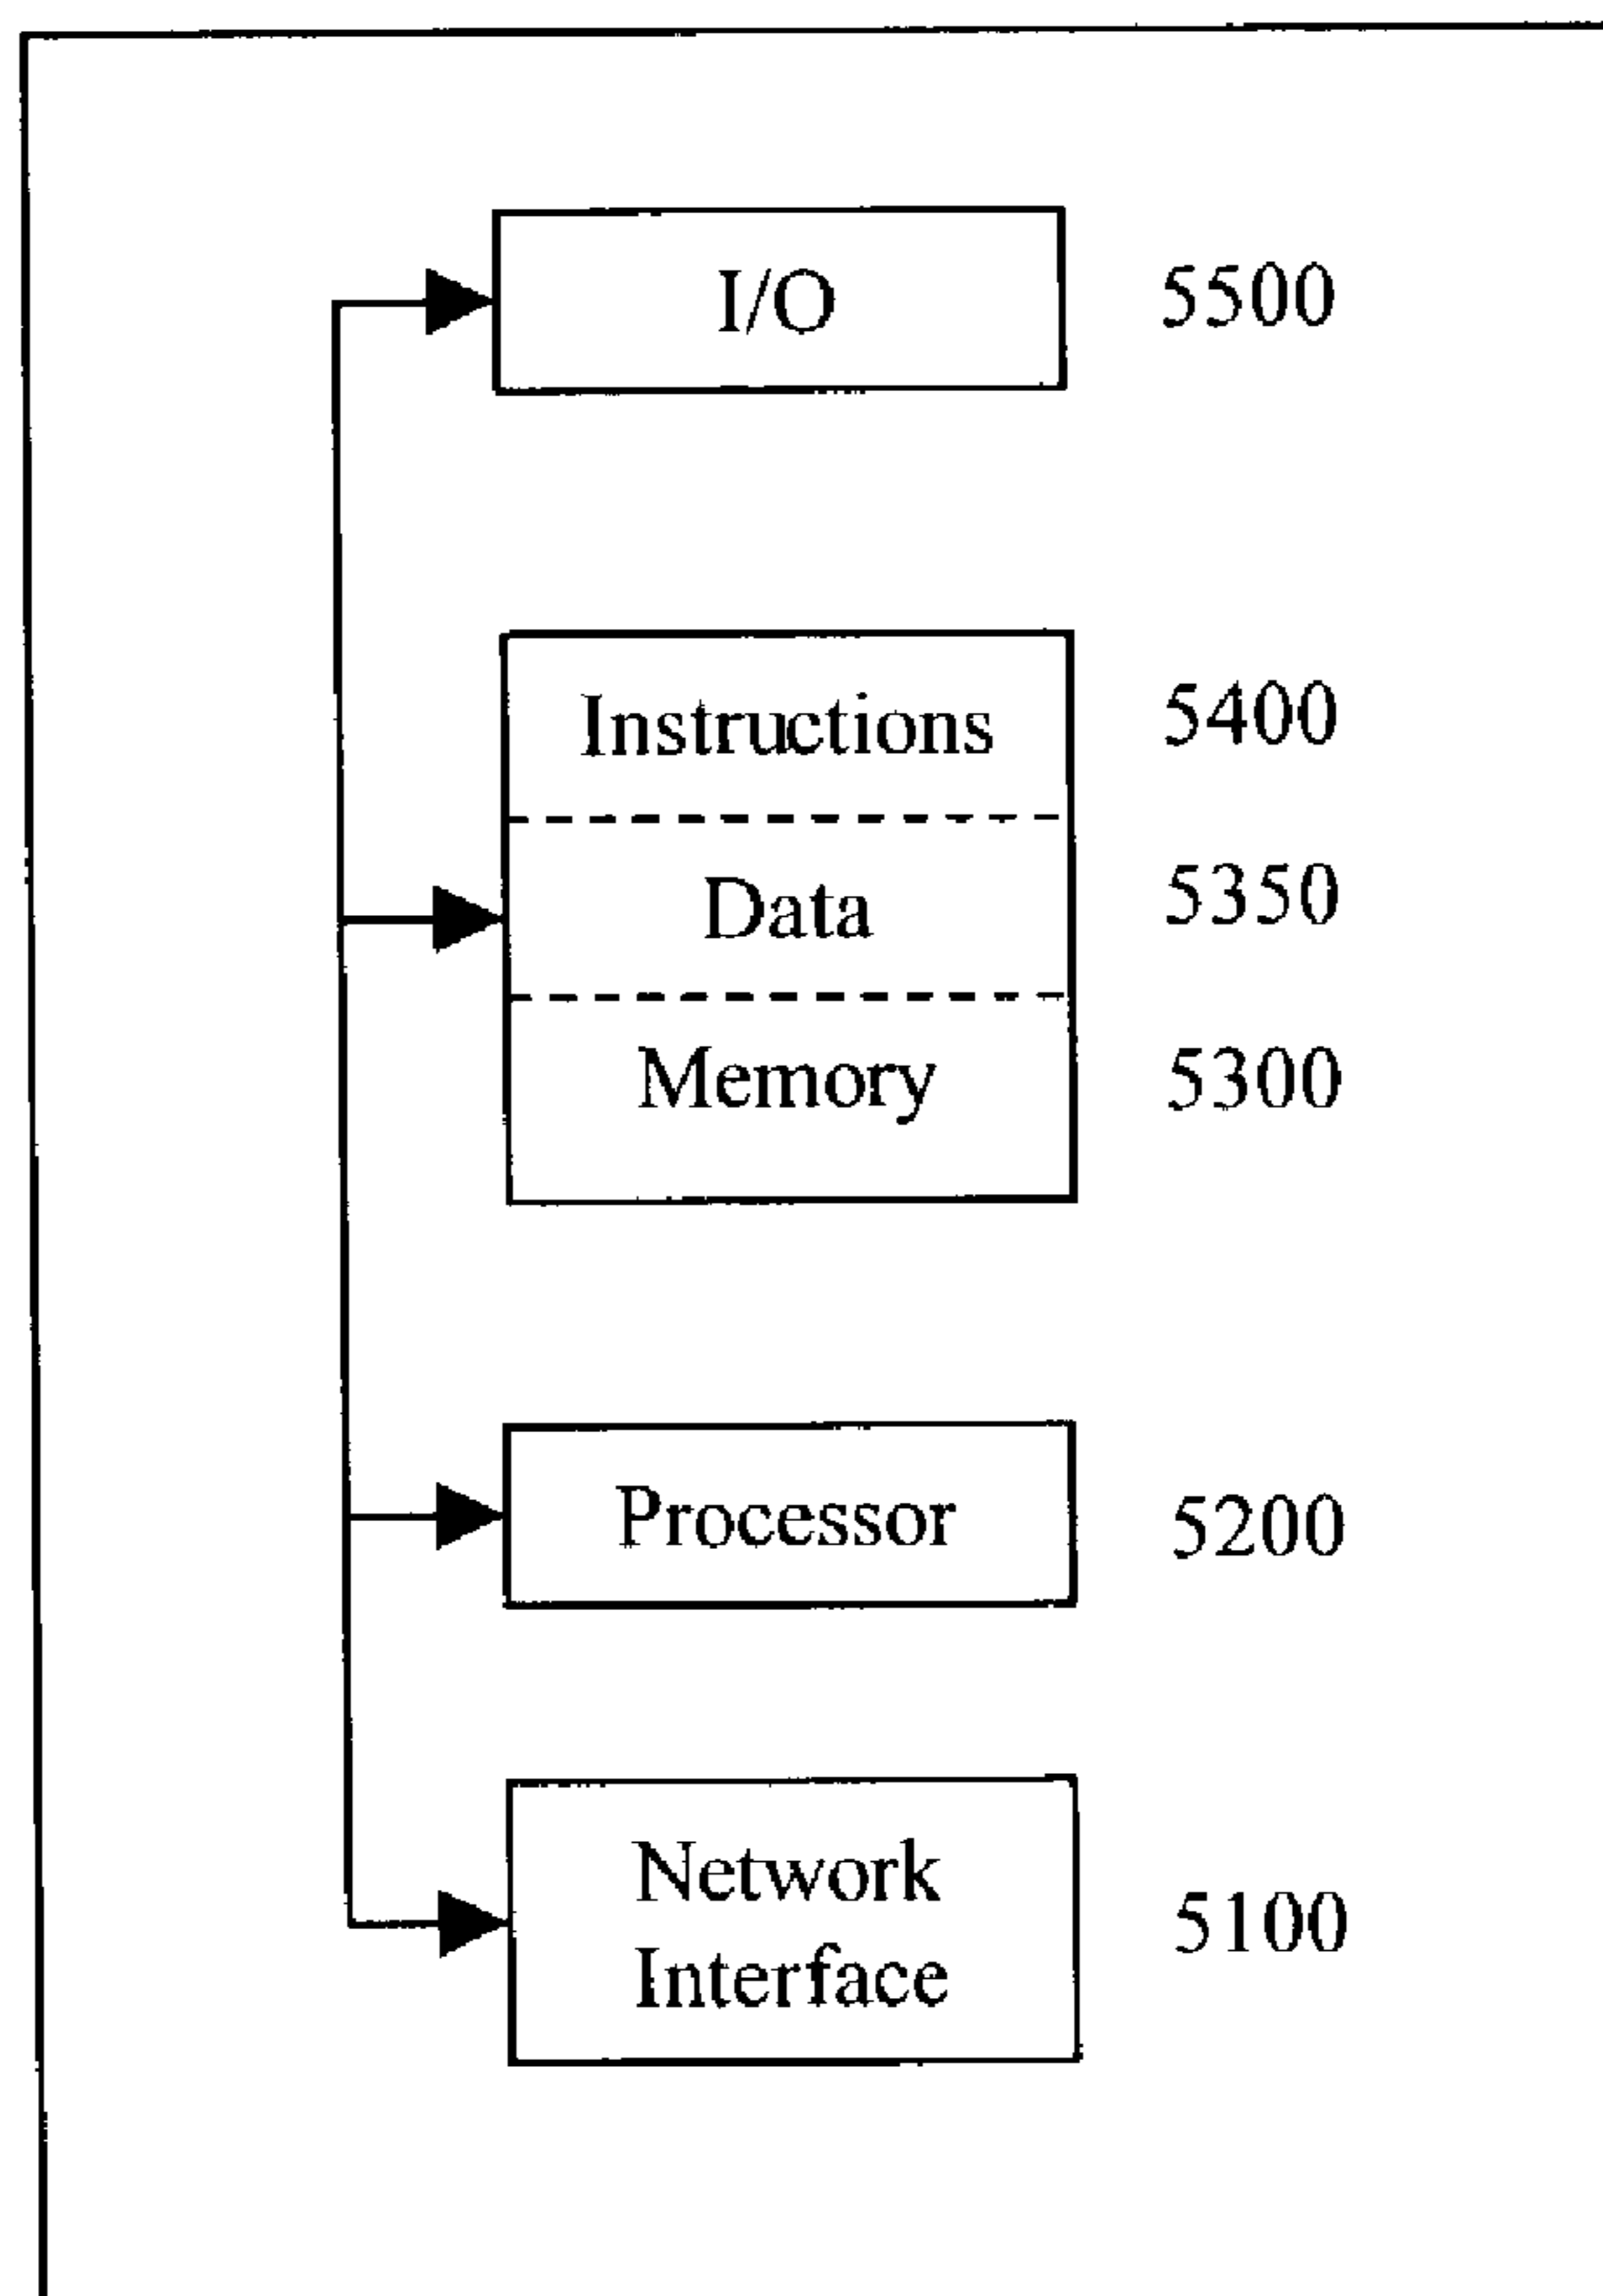 I/O 5500
Instructions 5400
Data 5350
Memory 5300
Processor 5200
Network
Interface 5100